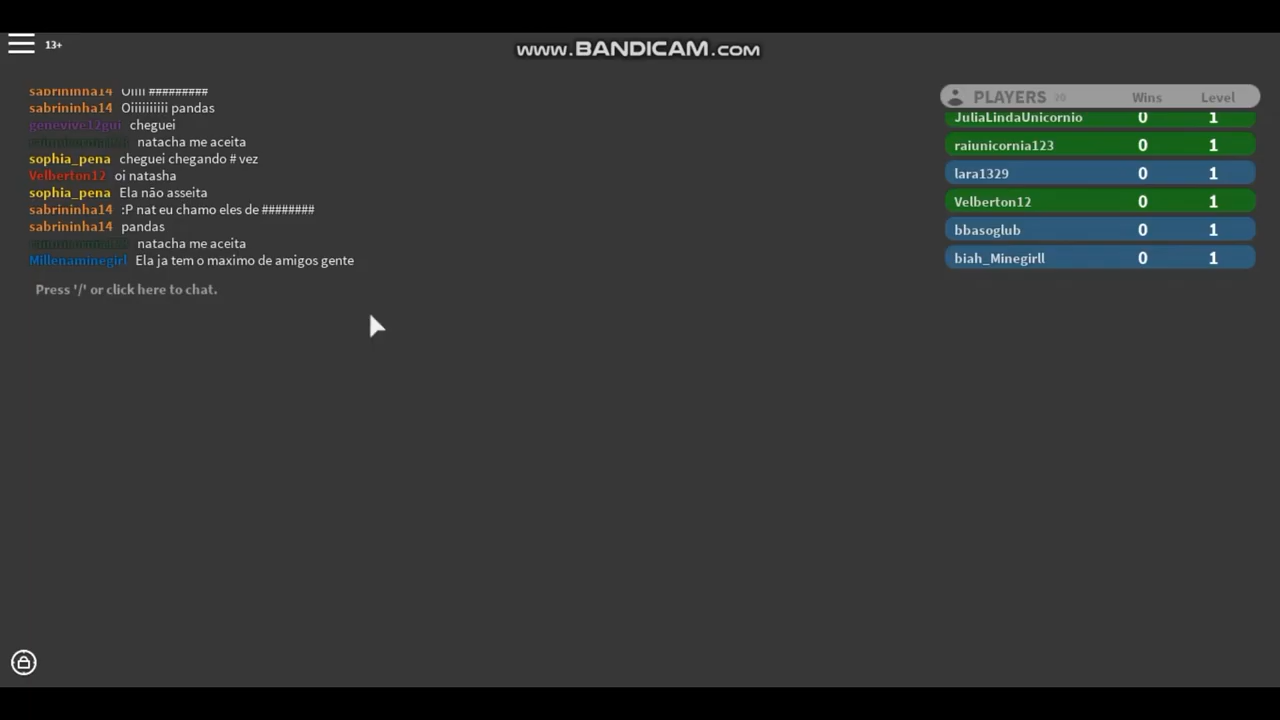 13+
www.BANDICAM.com
sabrininha14 Oiiii #########
sabrininha14 Oiiiiiiiiii pandas
genevive12gui cheguei
natacha me aceita
sophia_pena cheguei chegando # vez
Velberton12 oi natasha
sophia_pena Ela não asseita
sabrininha14 :P nat eu chamo eles de ########
sabrininha14 pandas
natacha me aceita
Millenaminegirl Ela ja tem o maximo de amigos gente
Press '/' or click here to chat.
PLAYERS 20 Wins Level
JuliaLindaUnicornio 0 1
raiunicornia123 0 1
lara1329 0 1
Velberton12 0 1
bbasoglub 0 1
biah_Minegirll 0 1